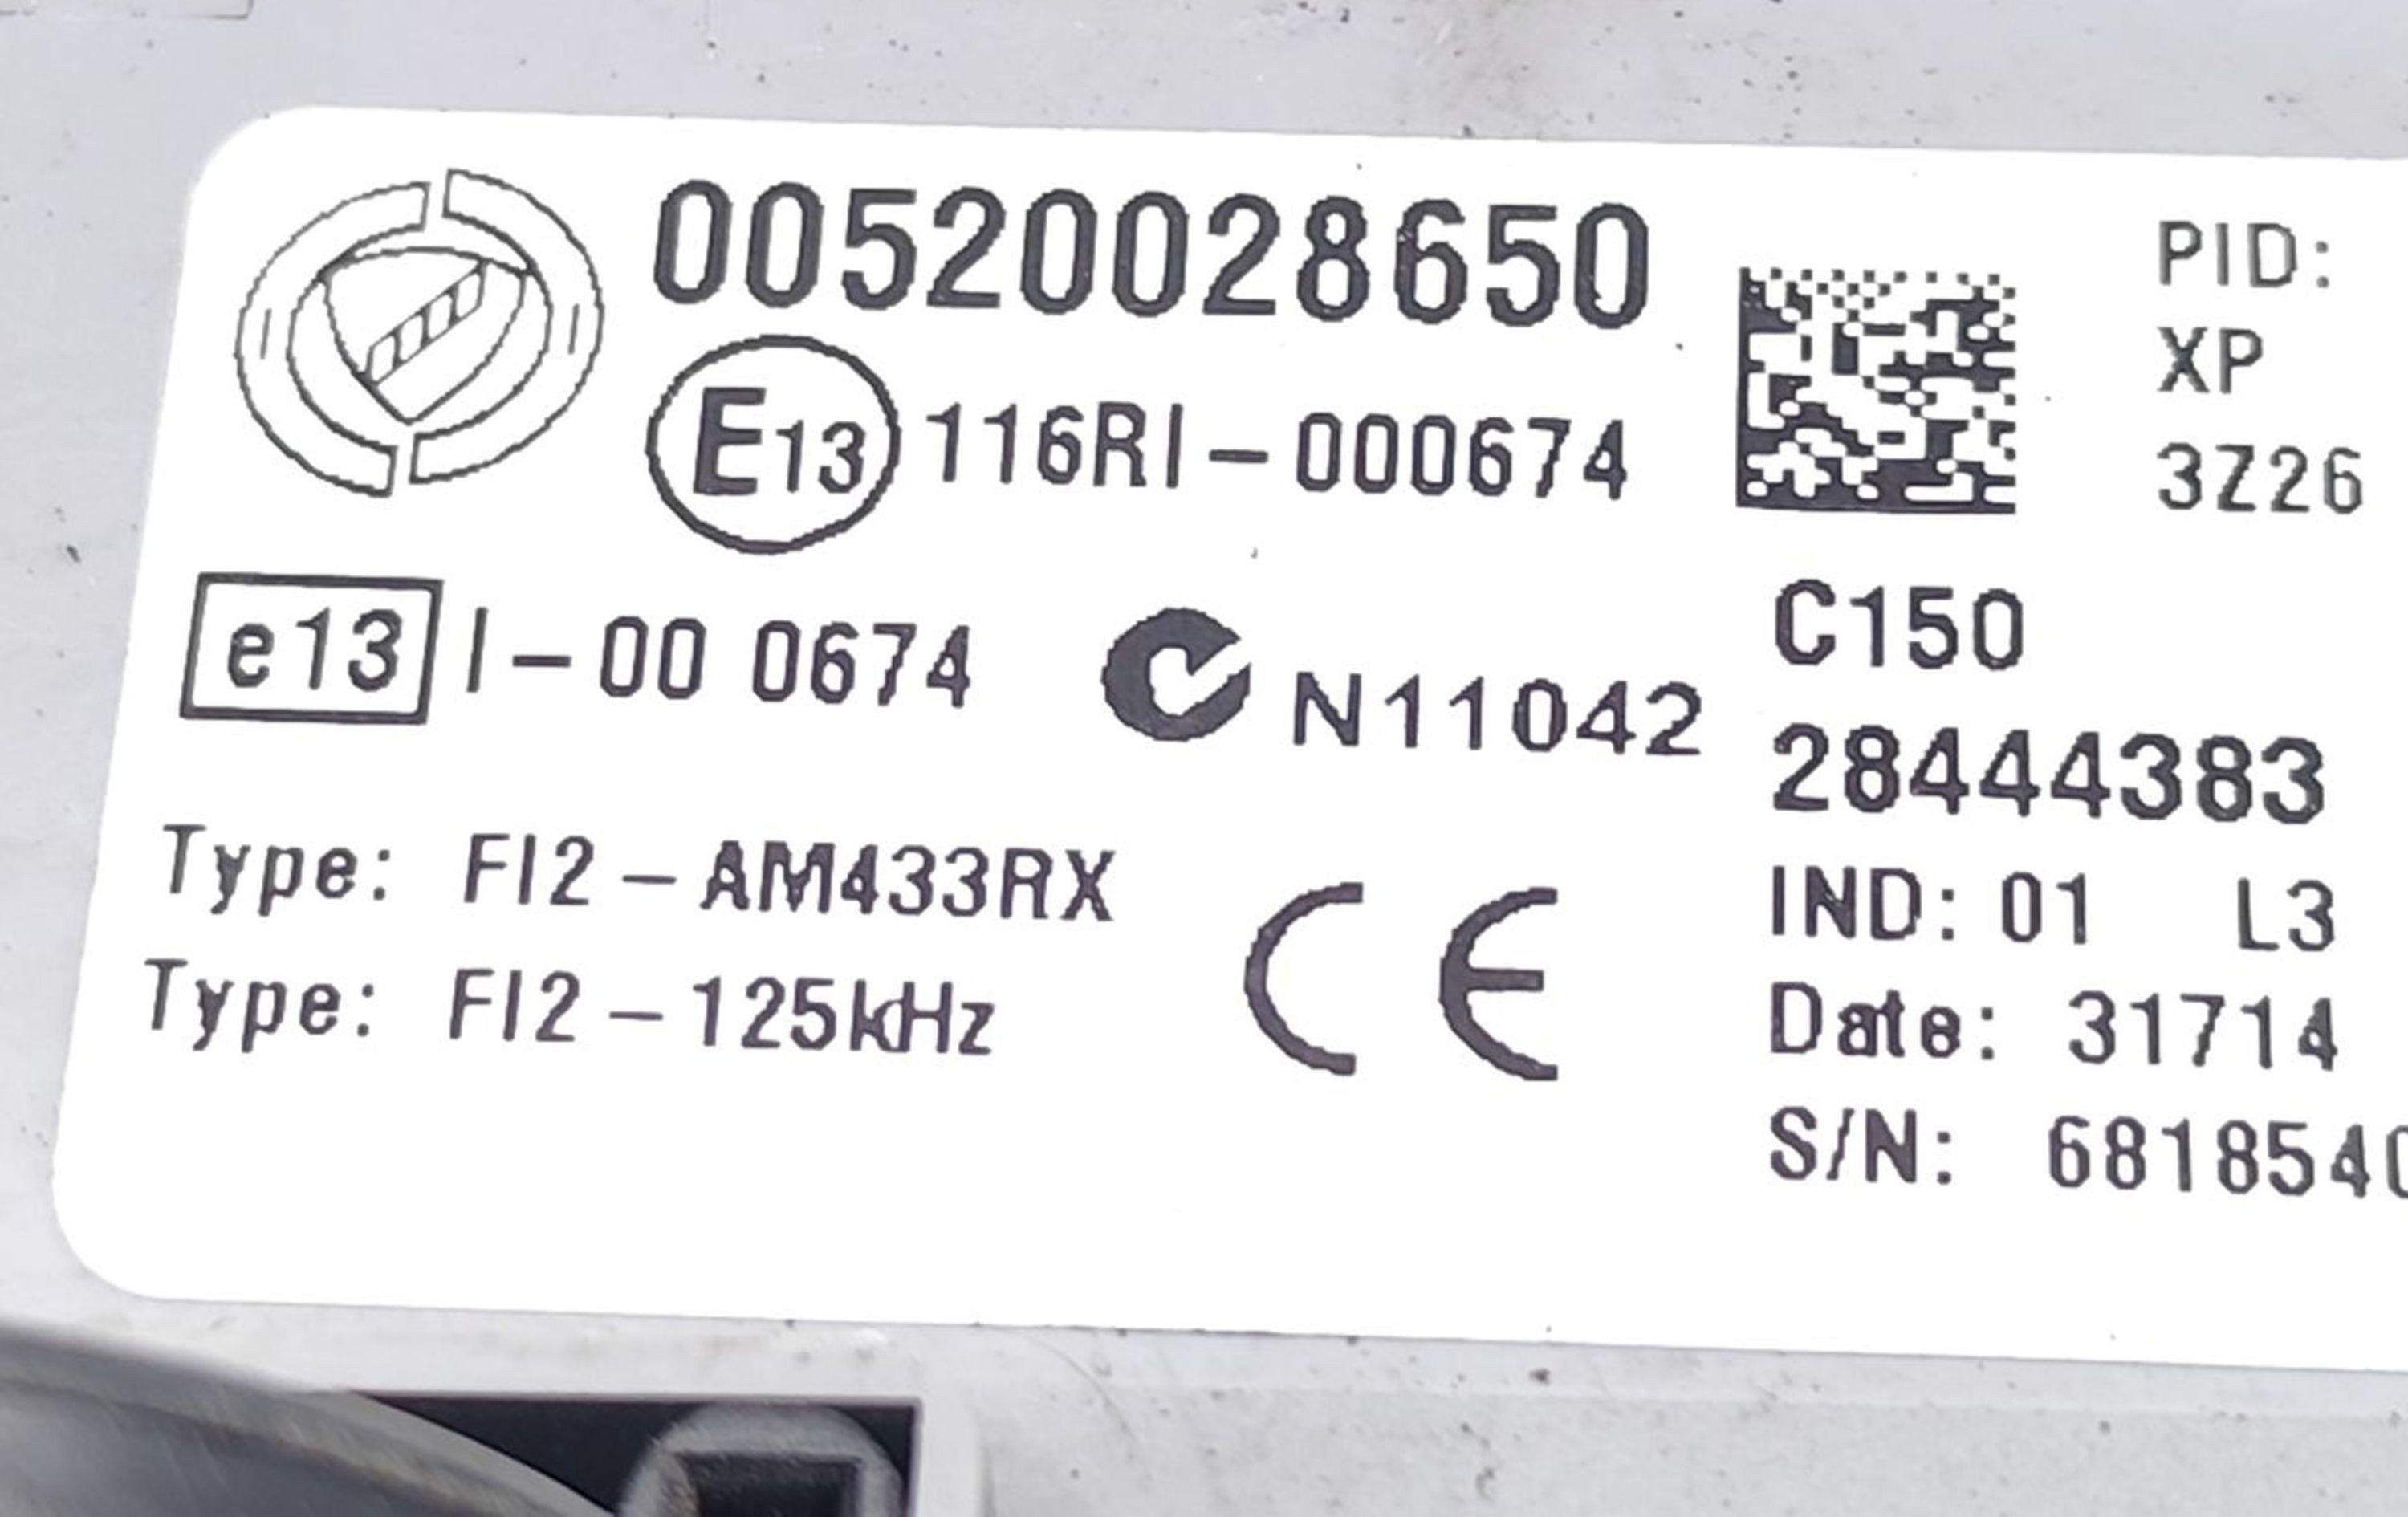 00520028650
E13 116RI-000674
e13 I-00 0674
N11042
Type: FI2-AM433RX
Type: FI2-125kHz
CE
PID:
XP
3Z26
C150
28444383
IND: 01 L3
Date: 31714
S/N: 6818540